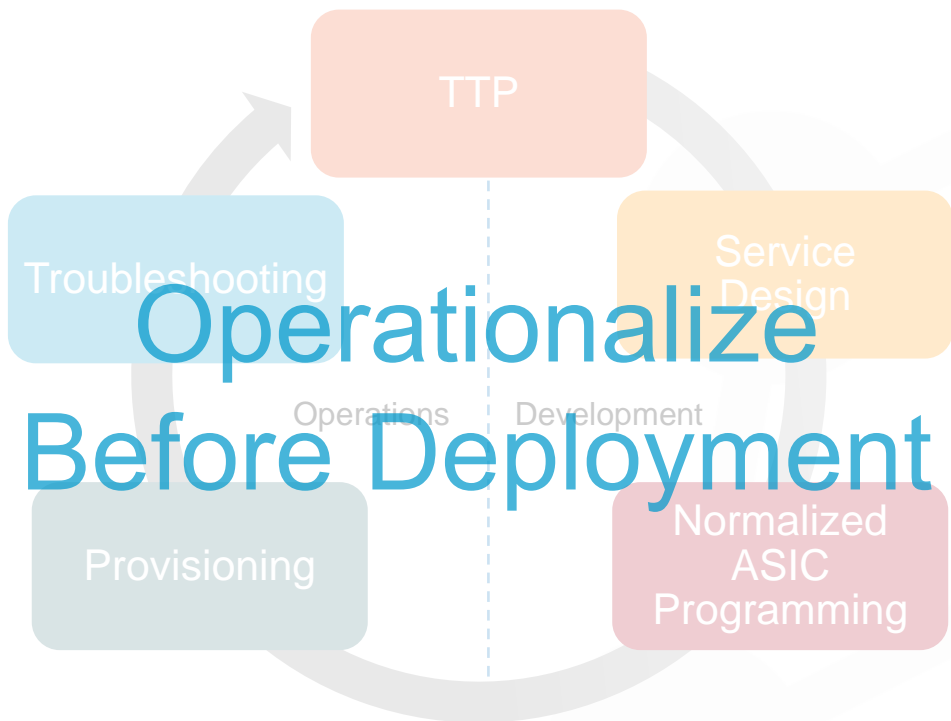 TTP
Troubleshooting
Service
Design
Operationalize
Operations
Development
Before Deployment
Provisioning
Normalized
ASIC
Programming